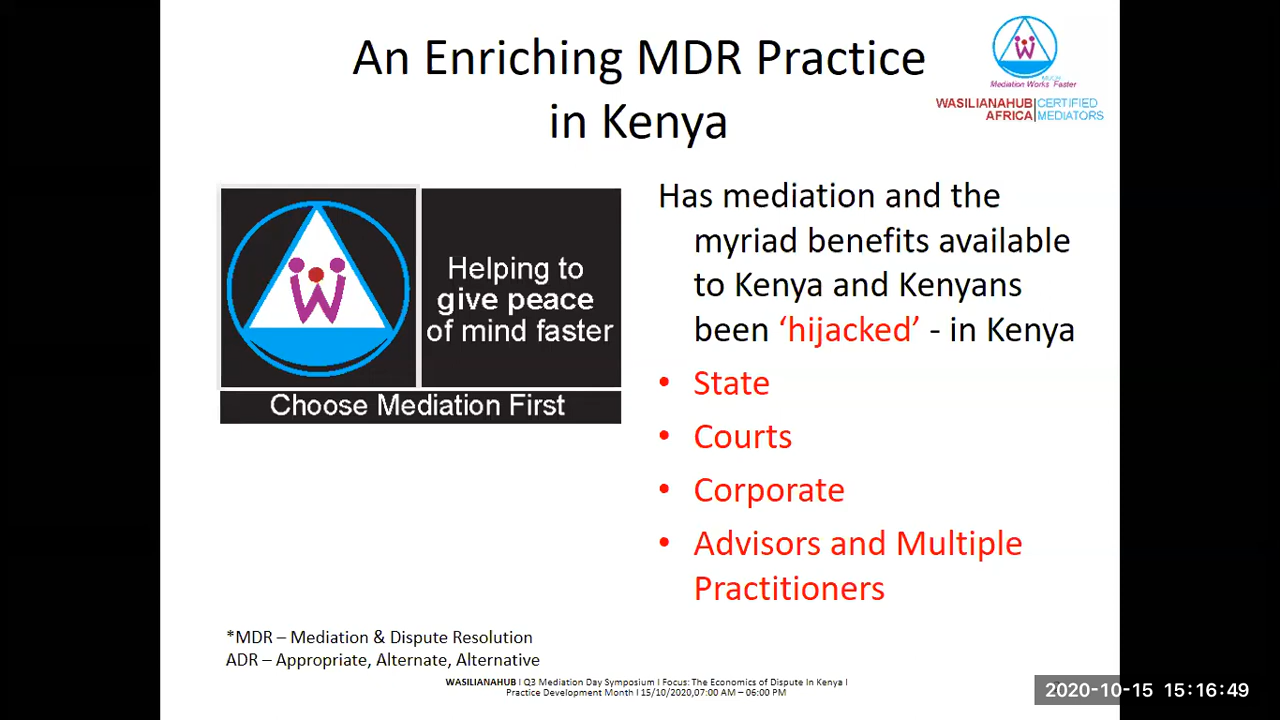 An Enriching MDR Practice
in Kenya
W
MUCH
Mediation Works Faster
WASILIANAHUB|CERTIFIED
AFRICA|MEDIATORS
W
Helping to
give peace
of mind faster
Choose Mediation First
Has mediation and the
myriad benefits available
to Kenya and Kenyans
been ‘hijacked’ - in Kenya
• State
• Courts
• Corporate
• Advisors and Multiple
Practitioners
*MDR – Mediation & Dispute Resolution
ADR – Appropriate, Alternate, Alternative
WASILIANAHUB I Q3 Mediation Day Symposium I Focus: The Economics of Dispute In Kenya I
Practice Development Month I 15/10/2020,07:00 AM – 06:00 PM
2020-10-15 15:16:49